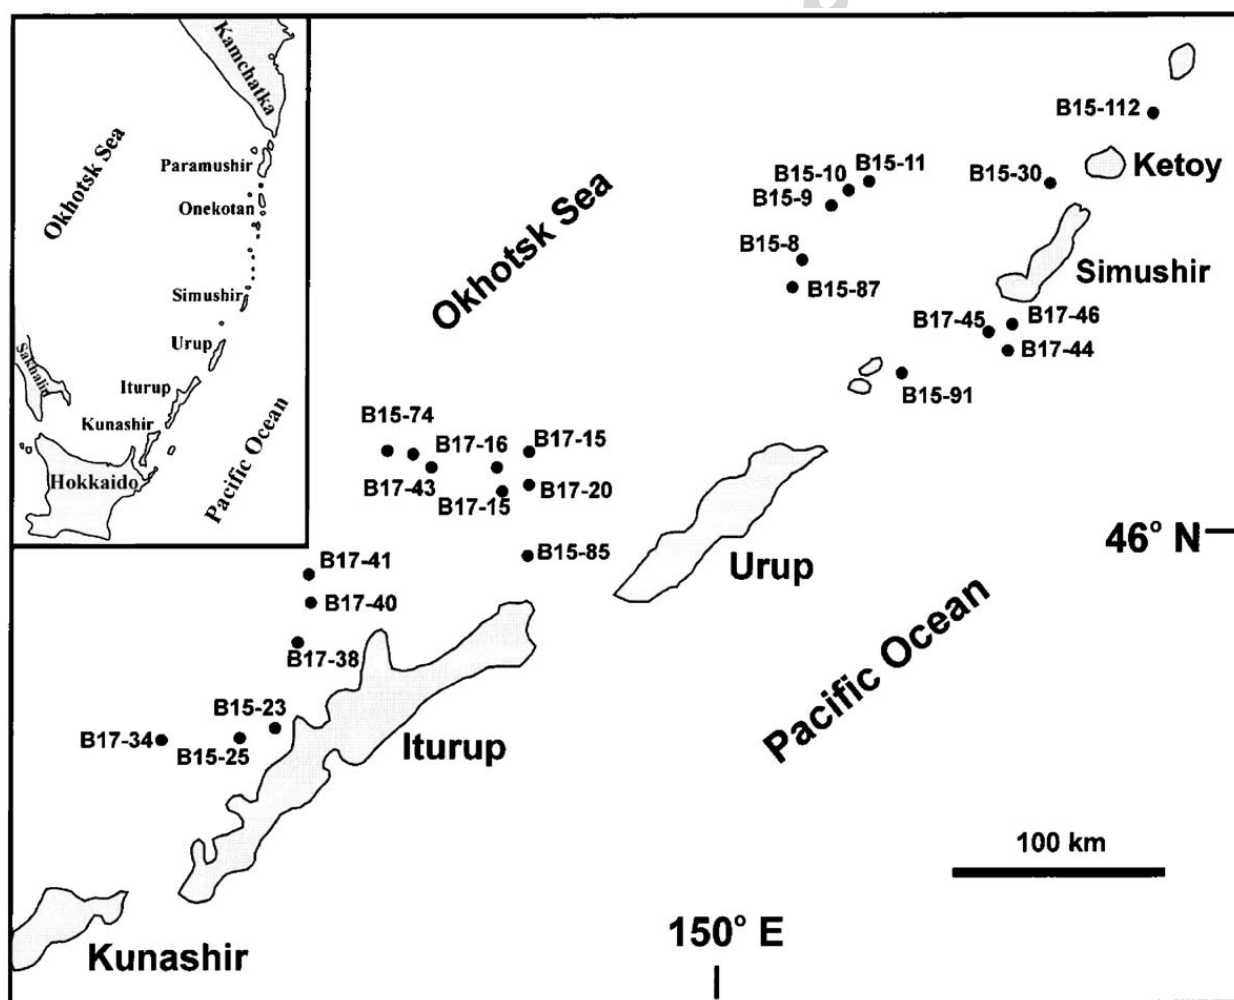 Kamchatka
Okhotsk Sea
Paramushir
Onekotan
Simushir
Urup
Iturup
Kunashir
Sakhalin
Hokkaido
Pacific Ocean
B15-112
Ketoy
B15-30
B15-11
B15-10
B15-9
B15-8
B15-87
Okhotsk Sea
Simushir
B17-46
B17-45
B17-44
B15-91
B15-74
B17-16
B17-15
B17-43
B17-15
B17-20
B15-85
46° N
Urup
B17-41
B17-40
B17-38
Pacific Ocean
B15-23
B17-34
B15-25
Iturup
100 km
150° E
Kunashir